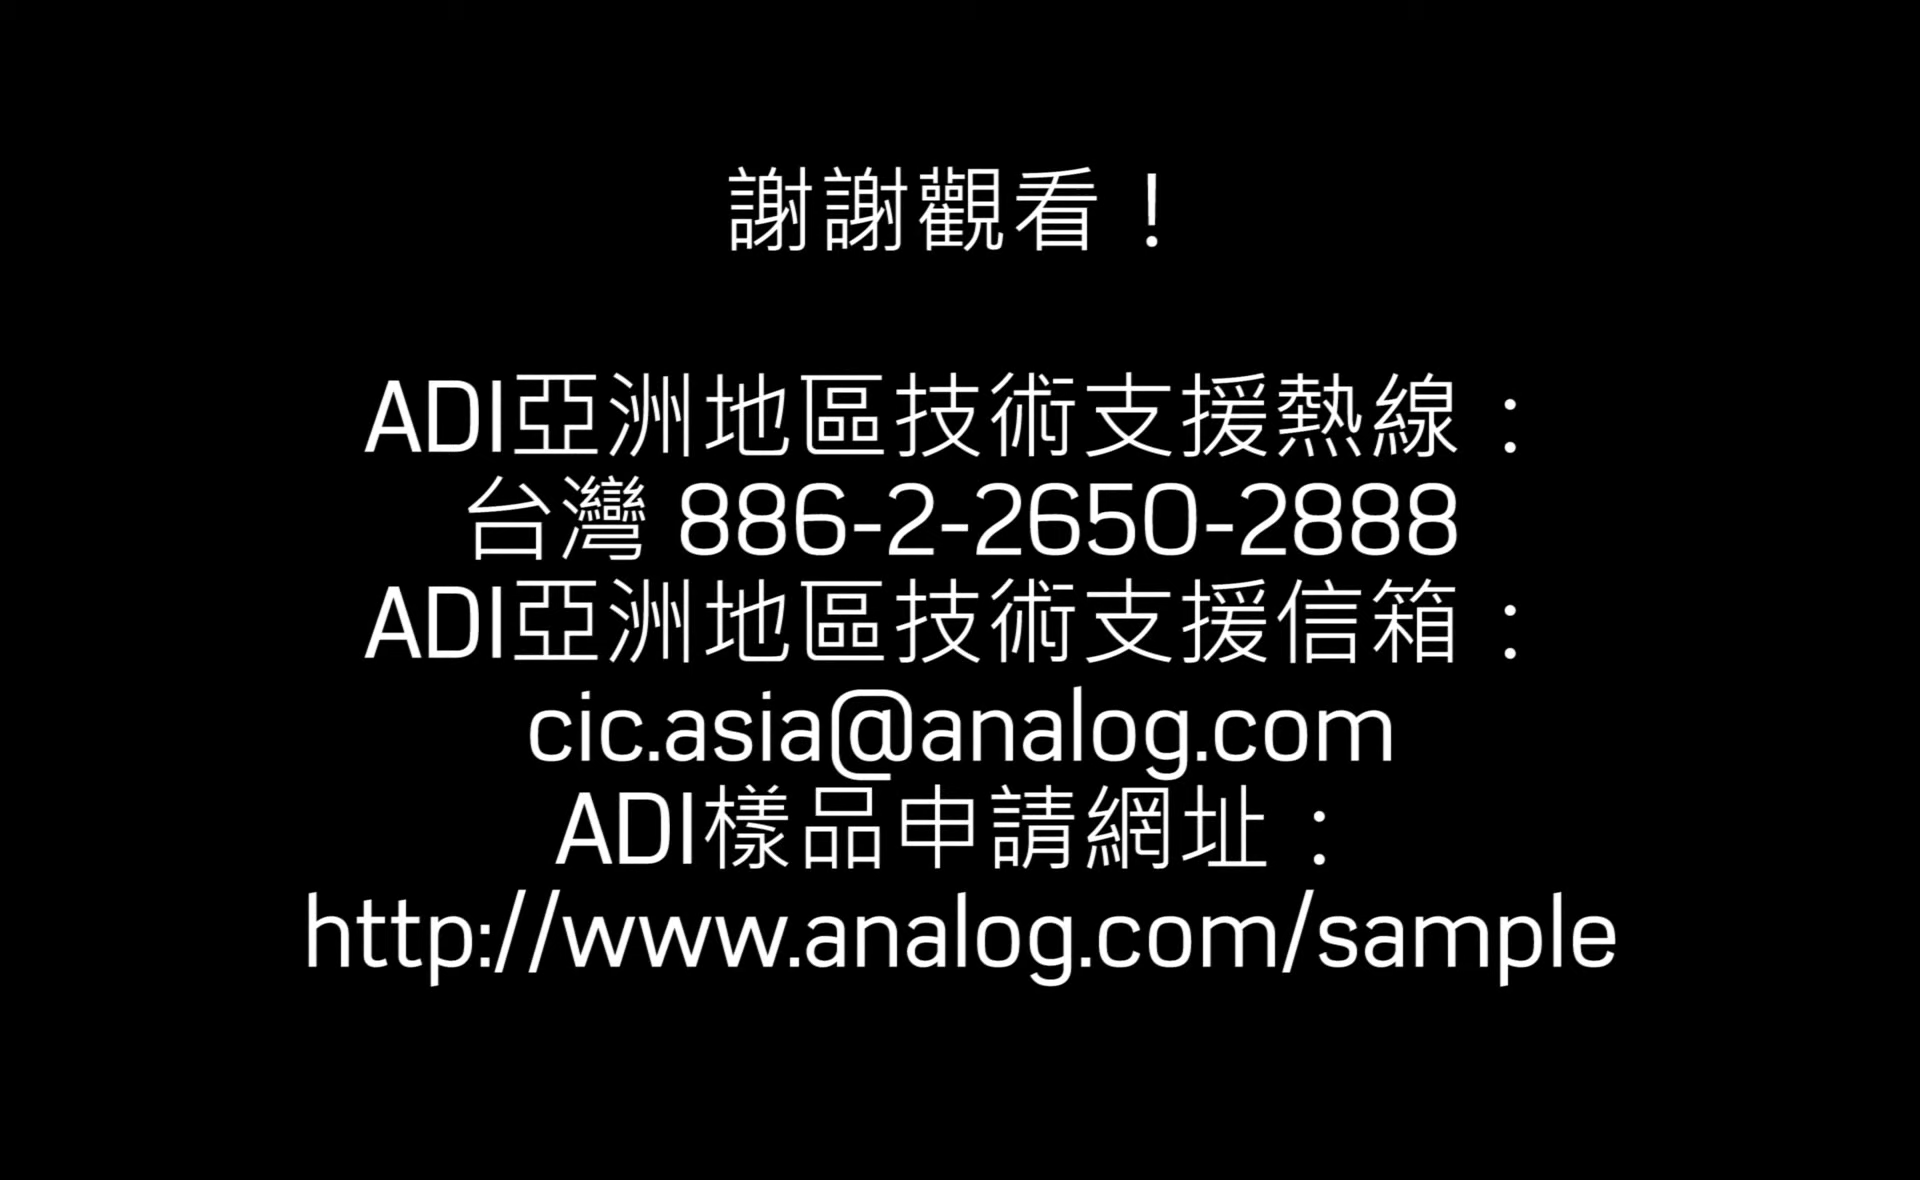 謝謝觀看！
ADI亞洲地區技術支援熱線：
台灣 886-2-2650-2888
ADI亞洲地區技術支援信箱：
cic.asia@analog.com
ADI樣品申請網址：
http://www.analog.com/sample